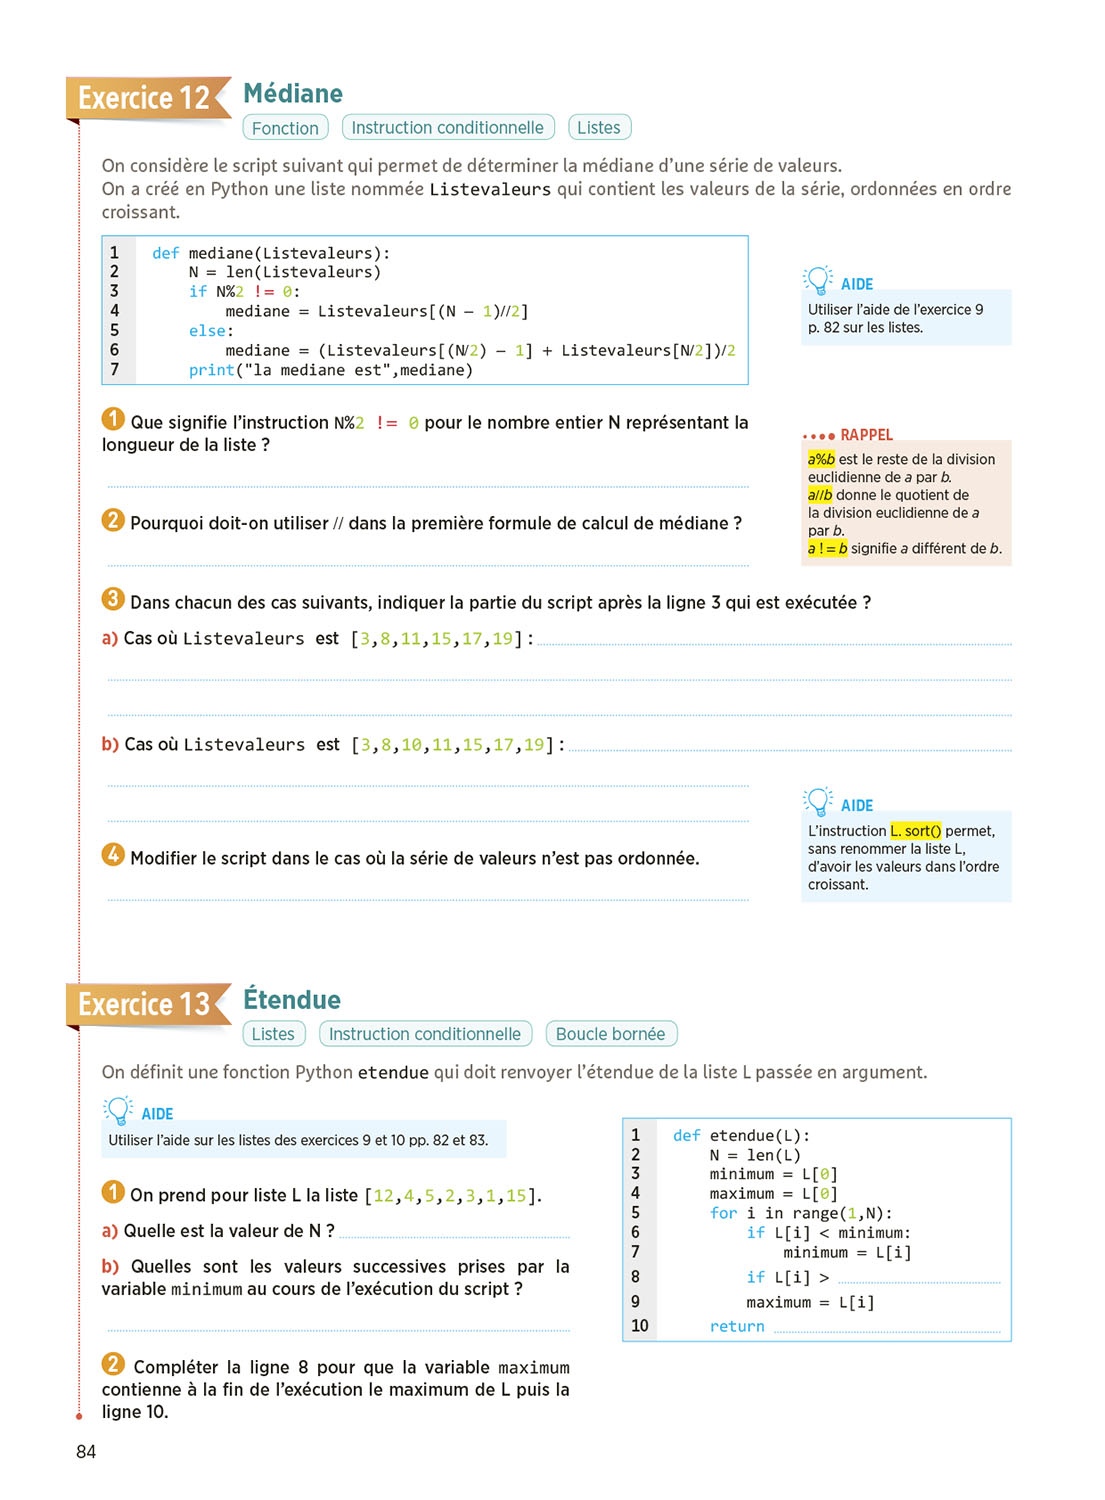 Exercice 12
Médiane
Fonction
Instruction conditionnelle
Listes
On considère le script suivant qui permet de déterminer la médiane d'une série de valeurs.
On a créé en Python une liste nommée Listevaleurs qui contient les valeurs de la série, ordonnées en ordre
croissant.
1 def mediane(Listevaleurs):
2 N = len(Listevaleurs)
3 if N%2 != 0:
4 mediane = Listevaleurs[(N – 1)//2]
5 else:
6 mediane = (Listevaleurs[(N/2) – 1] + Listevaleurs[N/2])/2
7 print("la mediane est",mediane)
AIDE
Utiliser l'aide de l'exercice 9
p. 82 sur les listes.
1 Que signifie l'instruction N%2 != 0 pour le nombre entier N représentant la
longueur de la liste ?
RAPPEL
a%b est le reste de la division
euclidienne de a par b.
a//b donne le quotient de
la division euclidienne de a
par b.
a != b signifie a différent de b.
2 Pourquoi doit-on utiliser // dans la première formule de calcul de médiane ?
3 Dans chacun des cas suivants, indiquer la partie du script après la ligne 3 qui est exécutée ?
a) Cas où Listevaleurs est [3,8,11,15,17,19] :
b) Cas où Listevaleurs est [3,8,10,11,15,17,19] :
AIDE
L'instruction L. sort() permet,
sans renommer la liste L,
d'avoir les valeurs dans l'ordre
croissant.
4 Modifier le script dans le cas où la série de valeurs n'est pas ordonnée.
Exercice 13
Étendue
Listes
Instruction conditionnelle
Boucle bornée
On définit une fonction Python etendue qui doit renvoyer l'étendue de la liste L passée en argument.
AIDE
Utiliser l'aide sur les listes des exercices 9 et 10 pp. 82 et 83.
1 On prend pour liste L la liste [12,4,5,2,3,1,15].
a) Quelle est la valeur de N ?
b) Quelles sont les valeurs successives prises par la
variable minimum au cours de l'exécution du script ?
2 Compléter la ligne 8 pour que la variable maximum
contienne à la fin de l'exécution le maximum de L puis la
ligne 10.
1 def etendue(L):
2 N = len(L)
3 minimum = L[0]
4 maximum = L[0]
5 for i in range(1,N):
6 if L[i] < minimum:
7 minimum = L[i]
8 if L[i] >
9 maximum = L[i]
10 return
84